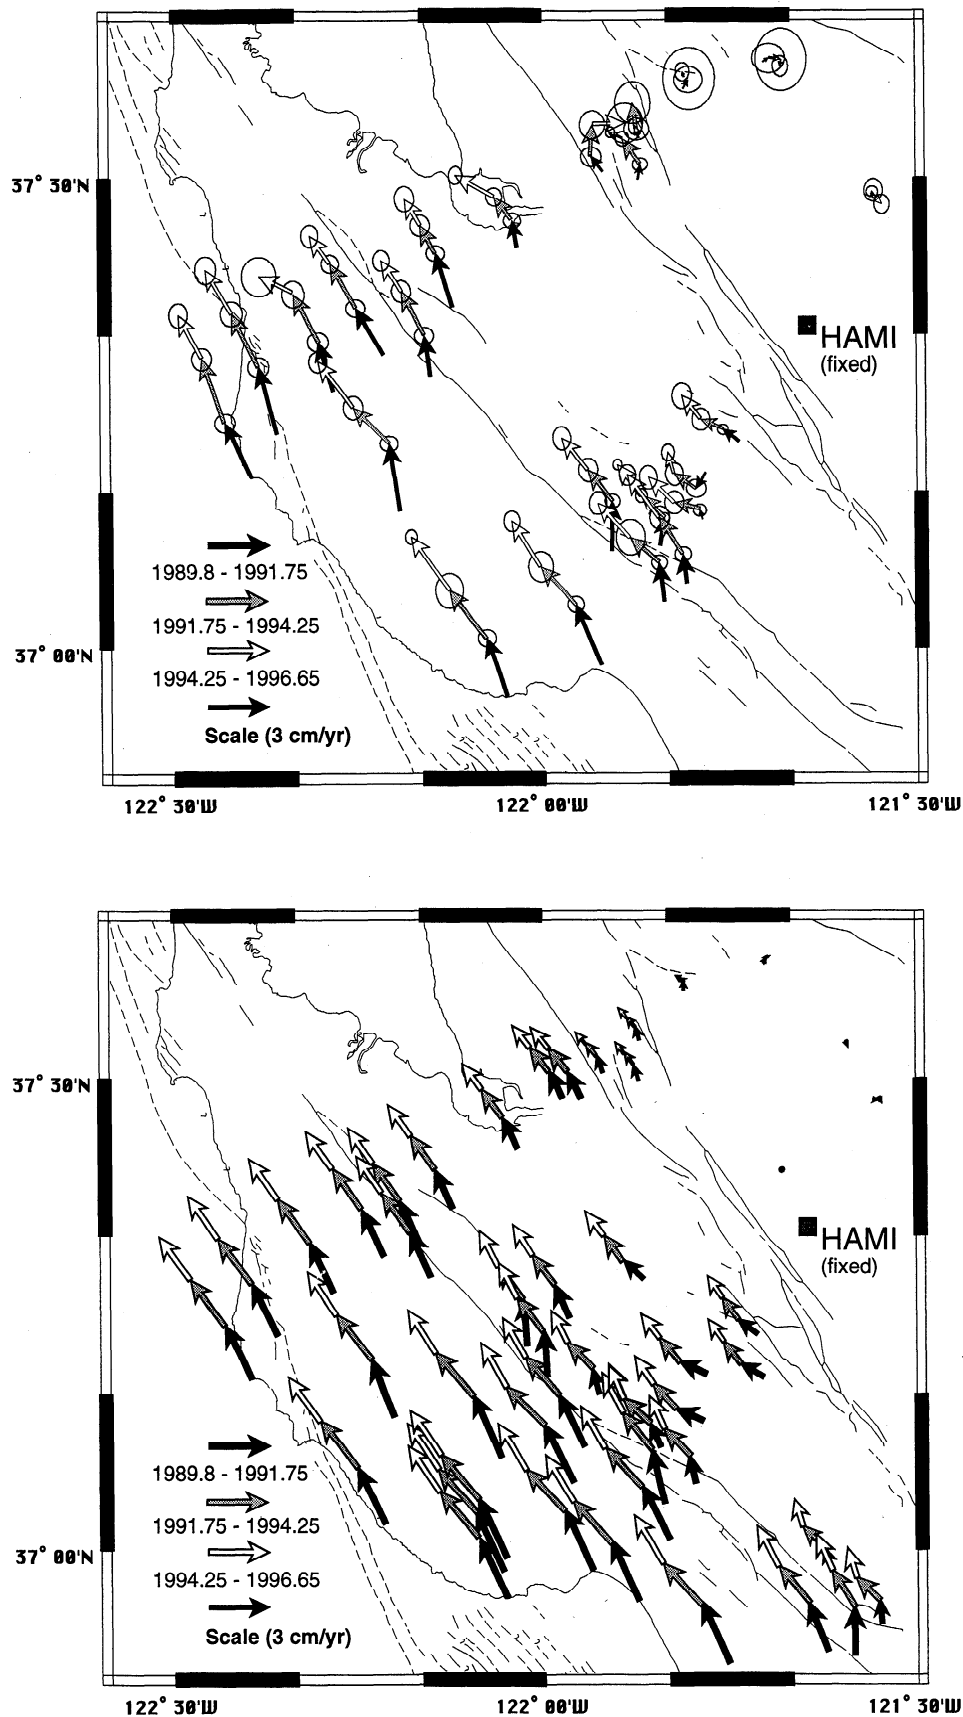 37° 30'N
HAMI
(fixed)
1989.8 - 1991.75
1991.75 - 1994.25
37° 00'N
1994.25 - 1996.65
Scale (3 cm/yr)
122° 30'W 122° 00'W 121° 30'W
37° 30'N
HAMI
(fixed)
1989.8 - 1991.75
1991.75 - 1994.25
37° 00'N
1994.25 - 1996.65
Scale (3 cm/yr)
122° 30'W 122° 00'W 121° 30'W